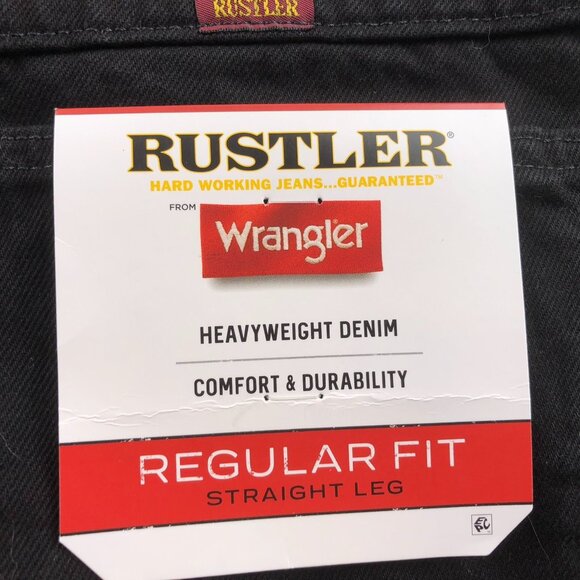 RUSTLER
RUSTLER®
HARD WORKING JEANS...GUARANTEED™
FROM
Wrangler
HEAVYWEIGHT DENIM
COMFORT & DURABILITY
REGULAR FIT
STRAIGHT LEG